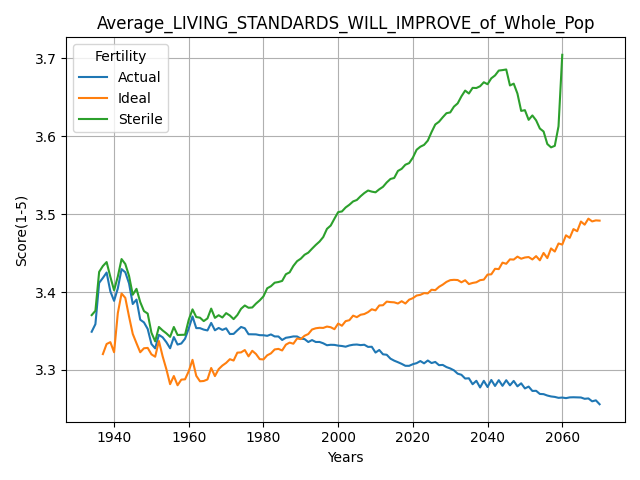 Average_LIVING_STANDARDS_WILL_IMPROVE_of_Whole_Pop
Fertility
Actual
Ideal
Sterile
Score(1-5)
3.7
3.6
3.5
3.4
3.3
1940 1960 1980 2000 2020 2040 2060
Years